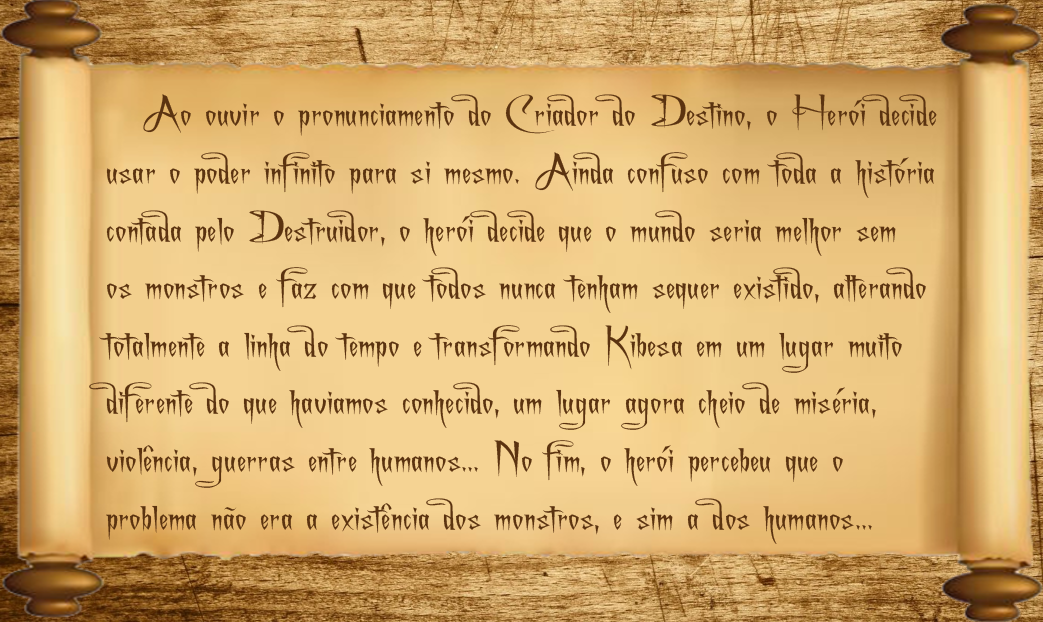 Ao ouvir o pronunciamento do Criador do Destino, o Herói decide
usar o poder infinito para si mesmo. Ainda confuso com toda a história
contada pelo Destruidor, o herói decide que o mundo seria melhor sem
os monstros e faz com que todos nunca tenham sequer existido, alterando
totalmente a linha do tempo e transformando Kibesa em um lugar muito
diferente do que haviamos conhecido, um lugar agora cheio de miséria,
violência, guerras entre humanos... No fim, o herói percebeu que o
problema não era a existência dos monstros, e sim a dos humanos...